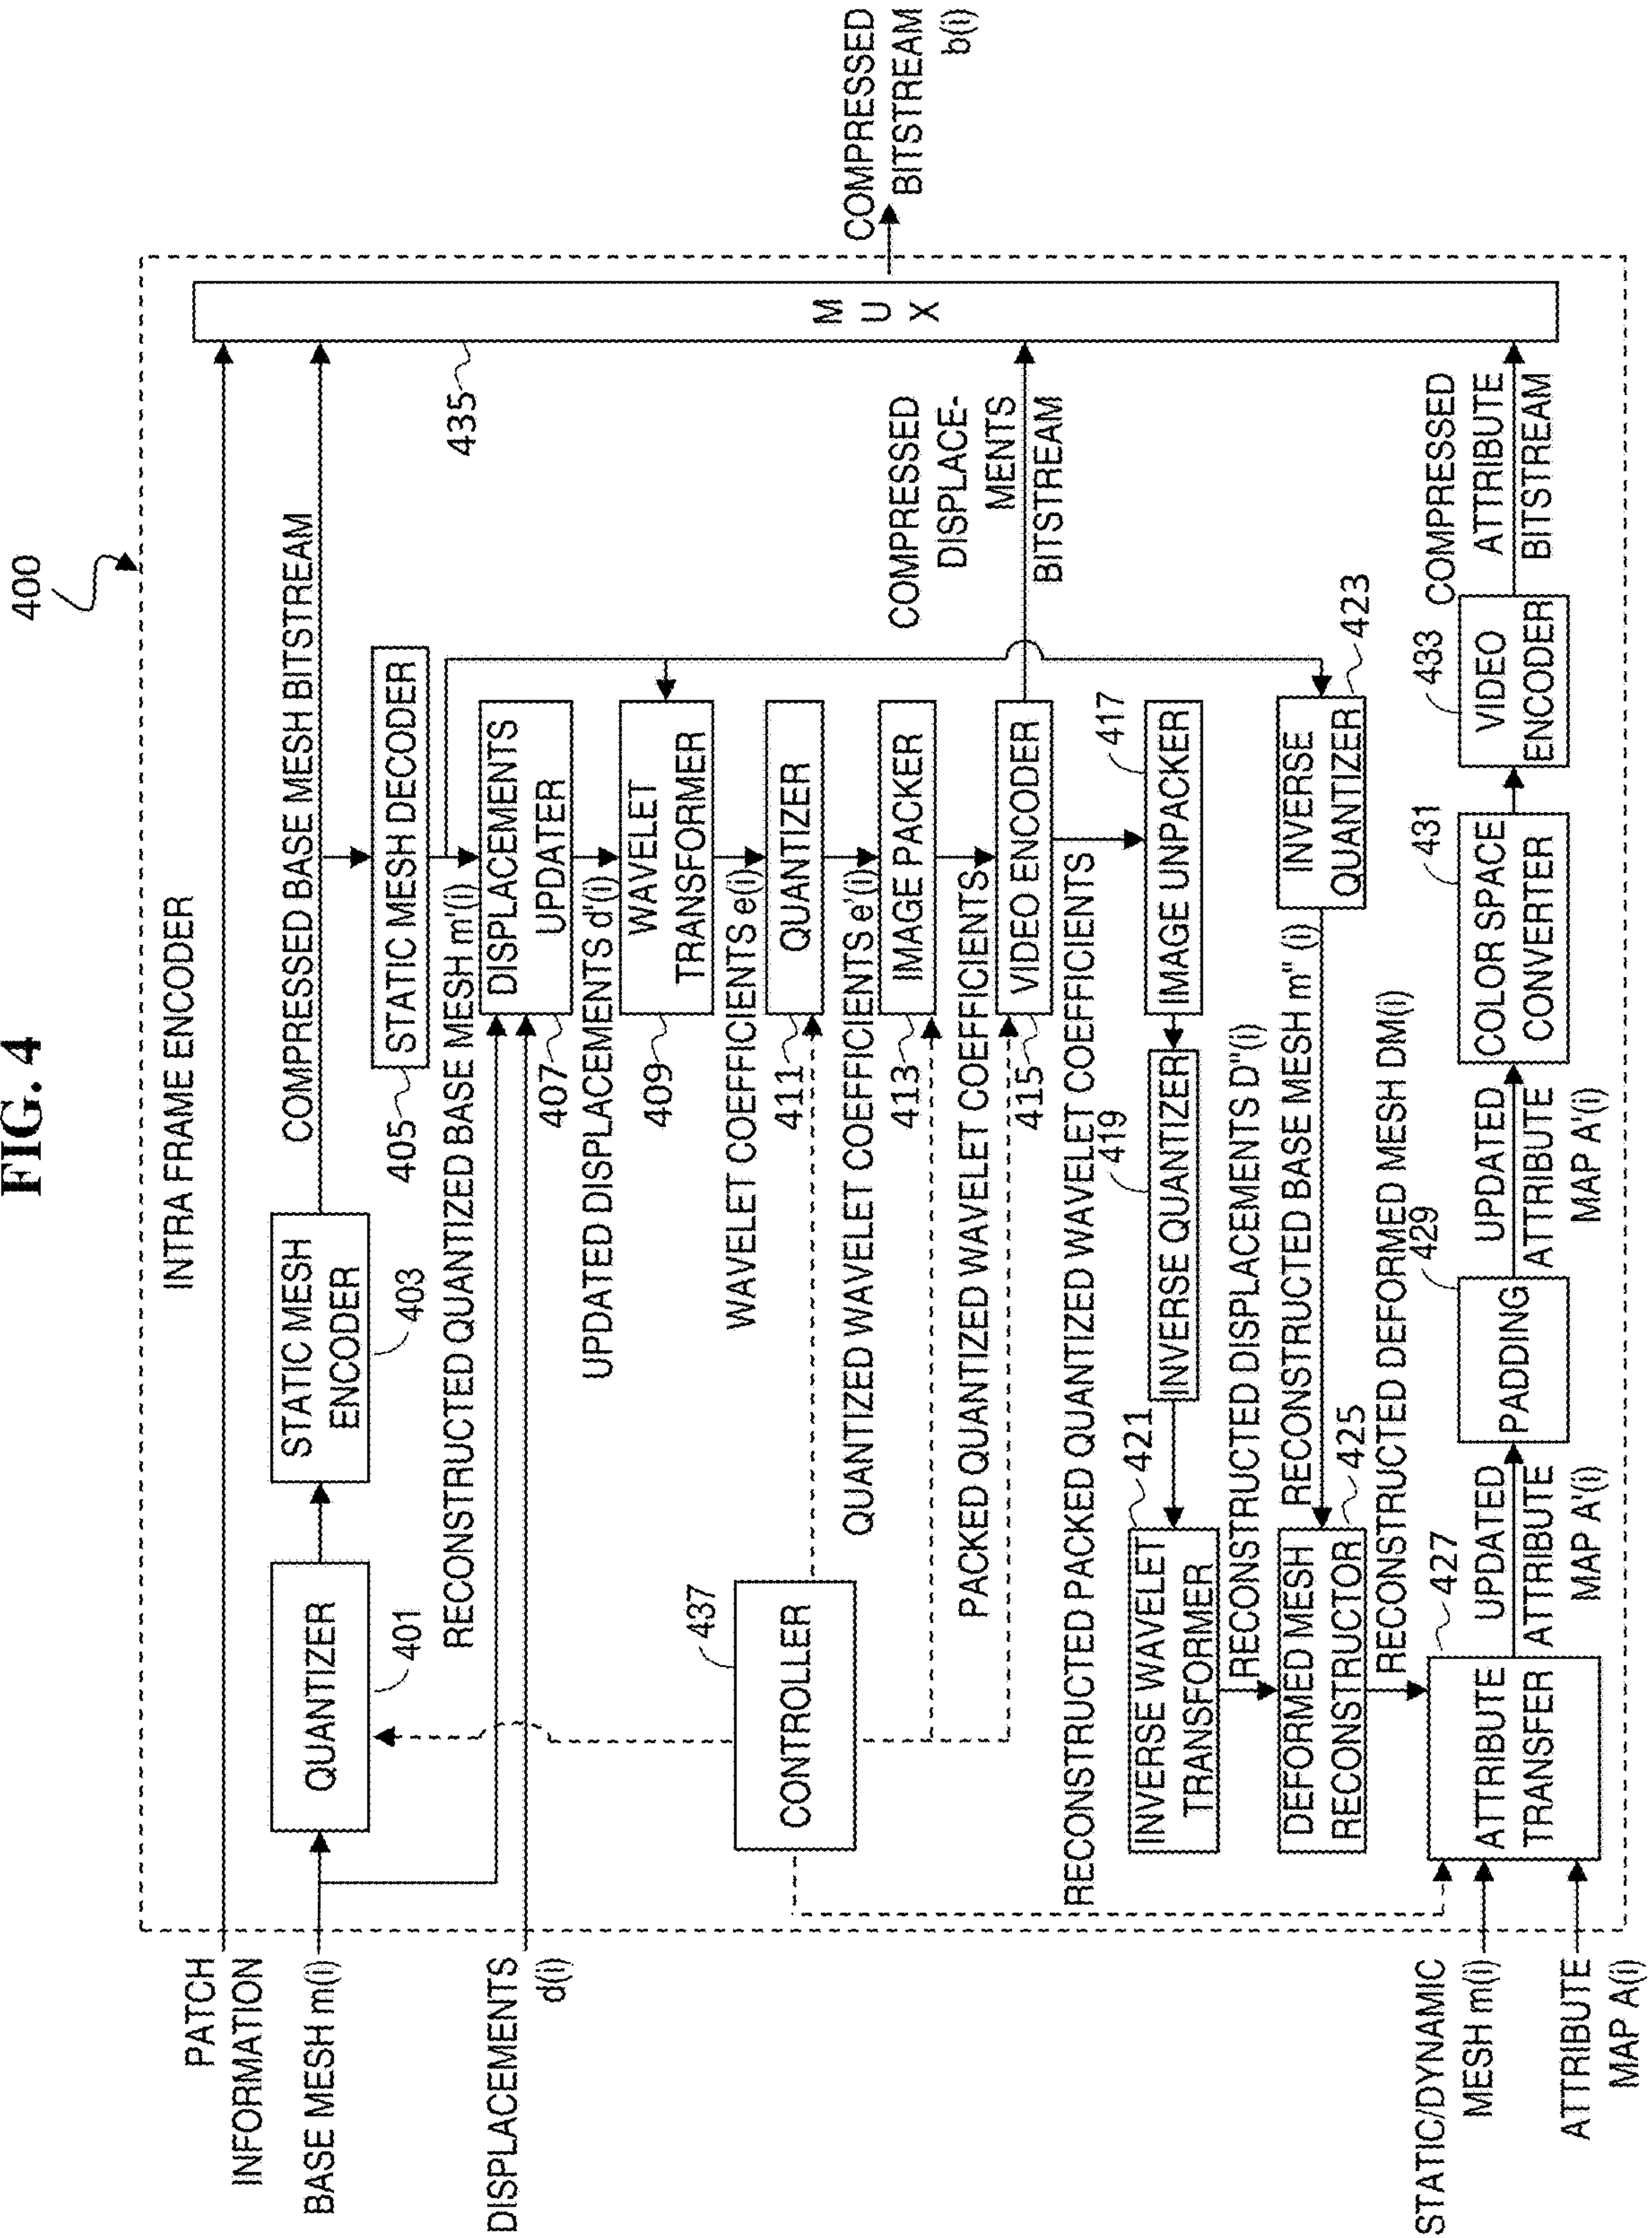 FIG. 4
400
INTRA FRAME ENCODER
PATCH
INFORMATION
BASE MESH m(i)
QUANTIZER
401
STATIC MESH
ENCODER
403
COMPRESSED BASE MESH BITSTREAM
STATIC MESH DECODER
405
435
RECONSTRUCTED QUANTIZED BASE MESH m'(i)
DISPLACEMENTS
d(i)
DISPLACEMENTS
UPDATER
407
UPDATED DISPLACEMENTS d'(i)
WAVELET
TRANSFORMER
409
WAVELET COEFFICIENTS e(i)
QUANTIZER
411
CONTROLLER
437
QUANTIZED WAVELET COEFFICIENTS e'(i)
IMAGE PACKER
413
PACKED QUANTIZED WAVELET COEFFICIENTS
VIDEO ENCODER
415
COMPRESSED
DISPLACE-
MENTS
BITSTREAM
M
U
X
COMPRESSED
BITSTREAM
b(i)
RECONSTRUCTED PACKED QUANTIZED WAVELET COEFFICIENTS
IMAGE UNPACKER
417
INVERSE QUANTIZER
419
INVERSE WAVELET
TRANSFORMER
421
RECONSTRUCTED DISPLACEMENTS D''(i)
INVERSE
QUANTIZER
423
RECONSTRUCTED BASE MESH m'' (i)
DEFORMED MESH
RECONSTRUCTOR
425
RECONSTRUCTED DEFORMED MESH DM(i)
STATIC/DYNAMIC
MESH m(i)
ATTRIBUTE
MAP A(i)
ATTRIBUTE
TRANSFER
427
UPDATED
ATTRIBUTE
MAP A'(i)
PADDING
429
UPDATED
ATTRIBUTE
MAP A'(i)
COLOR SPACE
CONVERTER
431
VIDEO
ENCODER
433
COMPRESSED
ATTRIBUTE
BITSTREAM